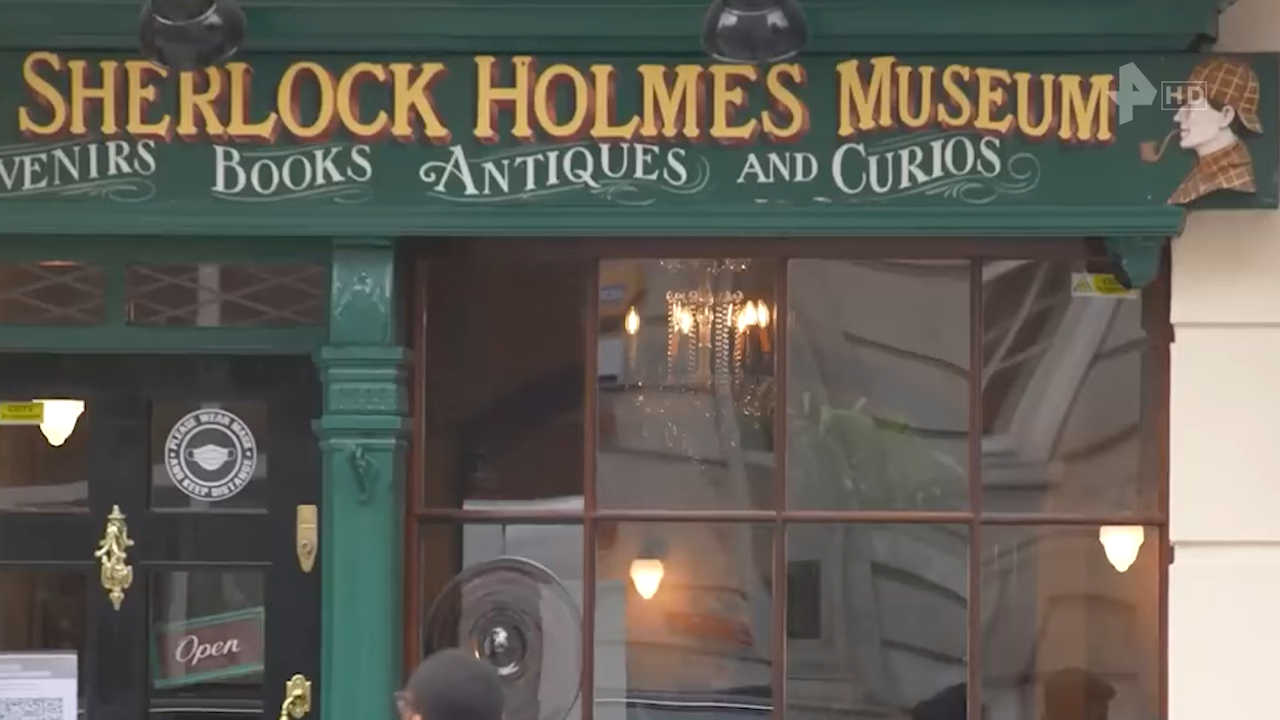 SHERLOCK HOLMES MUSEUM
HD
VENIRS BOOKS ANTIQUES AND CURIOS
PLEASE WEAR MASK
AND KEEP DISTANCE
Open